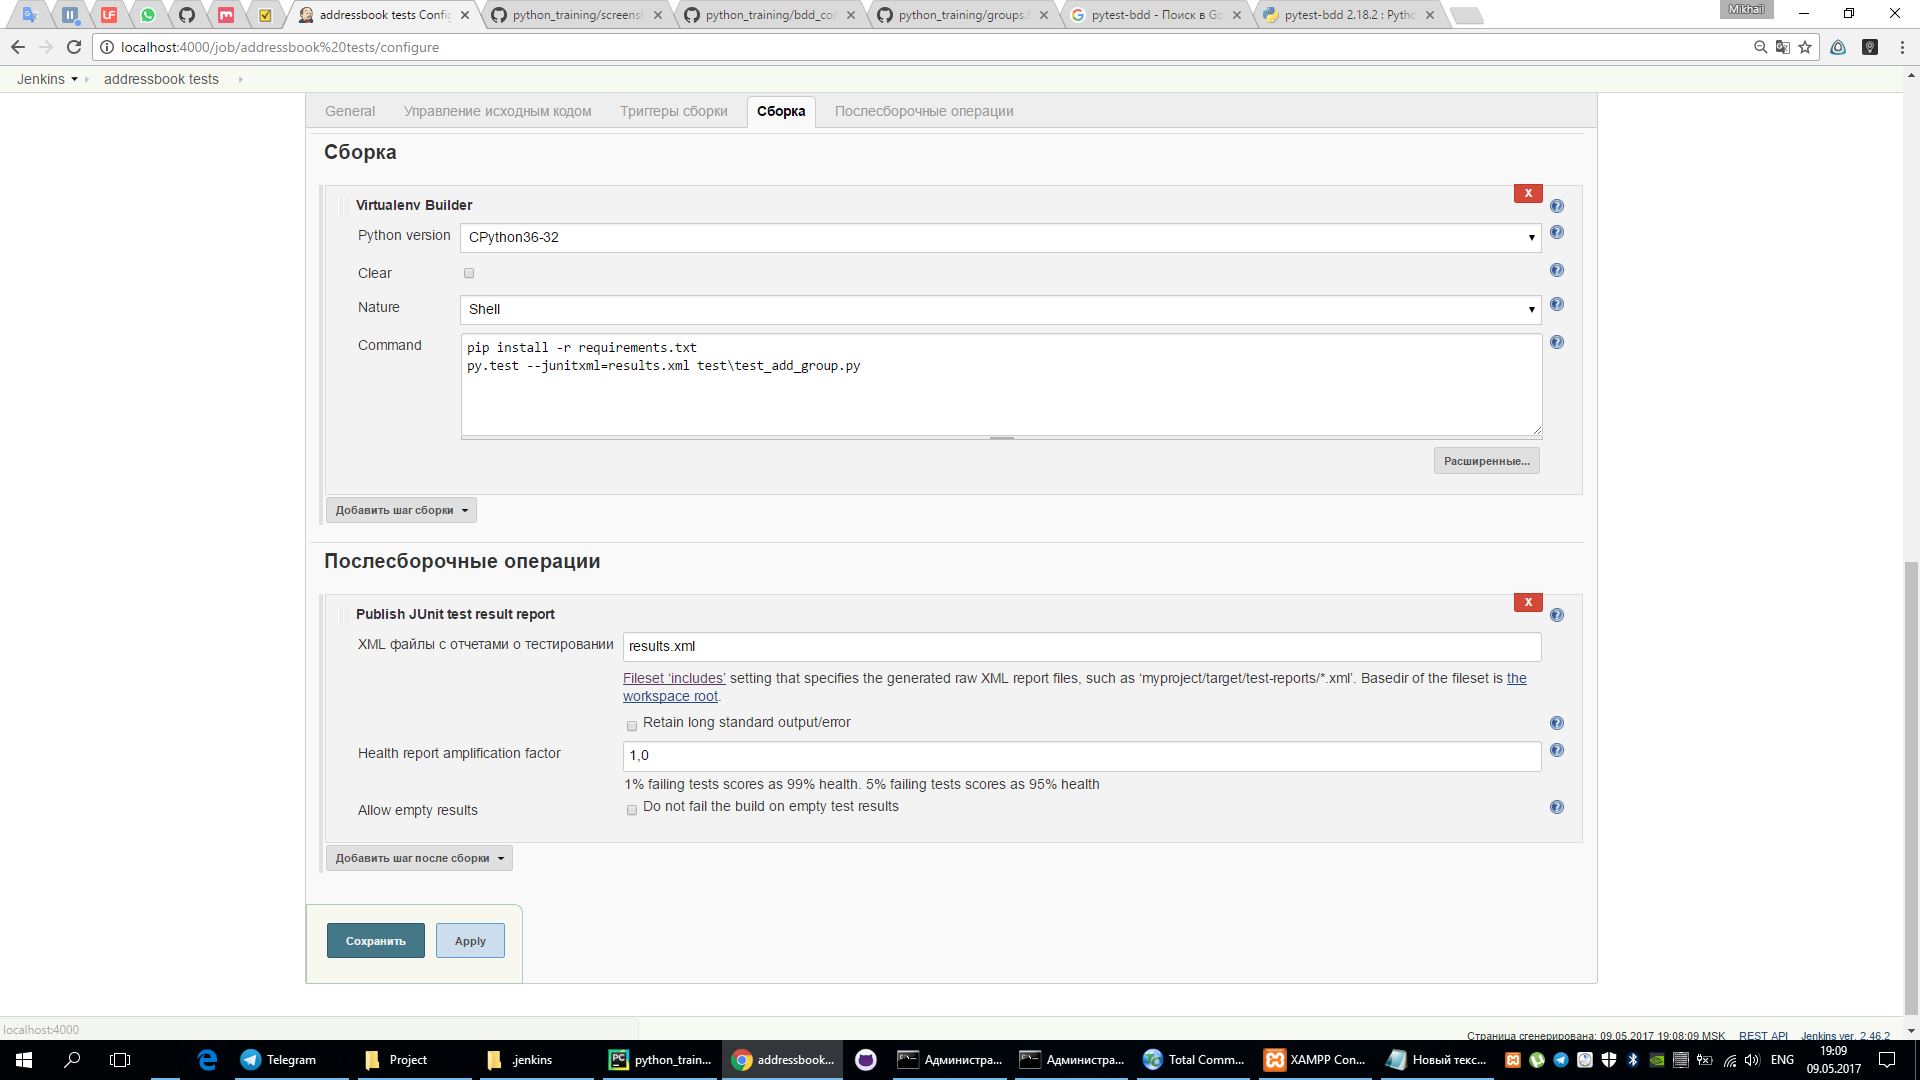 Mikhail
addressbook tests Config
python_training/screensh
python_training/bdd_con
python_training/groups.f
pytest-bdd - Поиск в Go
pytest-bdd 2.18.2 : Pytho
localhost:4000/job/addressbook%20tests/configure
Jenkins
addressbook tests
General
Управление исходным кодом
Триггеры сборки
Сборка
Послесборочные операции
Сборка
X
Virtualenv Builder
Python version
CPython36-32
Clear
Nature
Shell
Command
pip install -r requirements.txt
py.test --junitxml=results.xml test\test_add_group.py
Расширенные...
Добавить шаг сборки
Послесборочные операции
X
Publish JUnit test result report
XML файлы с отчетами о тестировании
results.xml
Fileset ‘includes’ setting that specifies the generated raw XML report files, such as ‘myproject/target/test-reports/*.xml’. Basedir of the fileset is the
workspace root.
Retain long standard output/error
Health report amplification factor
1,0
1% failing tests scores as 99% health. 5% failing tests scores as 95% health
Allow empty results
Do not fail the build on empty test results
Добавить шаг после сборки
Сохранить
Apply
localhost:4000
Страница сгенерирована: 09.05.2017 19:08:09 MSK
REST API
Jenkins ver. 2.46.2
Telegram
Project
.jenkins
python_train...
addressbook...
Администра...
Администра...
Total Comm...
XAMPP Con...
Новый текс...
ENG
19:09
09.05.2017